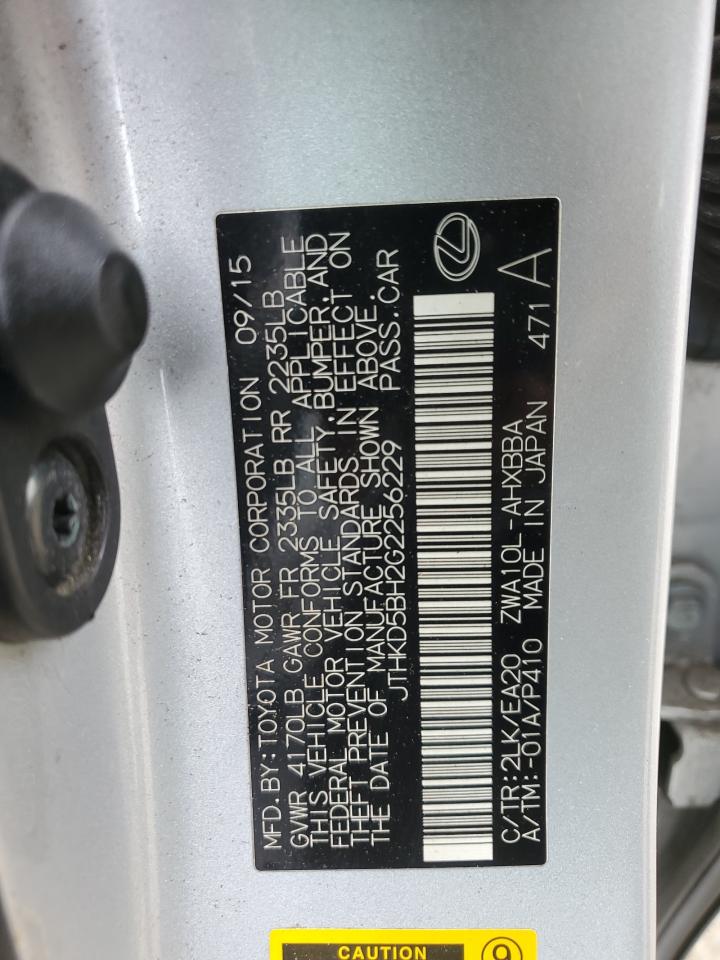 MFD.BY:TOYOTA MOTOR CORPORATION 09/15
GVWR 4170LB GAWR FR 2335LB RR 2235LB
THIS VEHICLE CONFORMS TO ALL APPLICABLE
FEDERAL MOTOR VEHICLE SAFETY,BUMPER,AND
THEFT PREVENTION STANDARDS IN EFFECT ON
THE DATE OF MANUFACTURE SHOWN ABOVE.
JTHKD5BH2G2256229 PASS.CAR
C/TR:2LK/EA20 ZWA10L-AHXBBA
A/TM:-01A/P410 MADE IN JAPAN 471 A
CAUTION 9